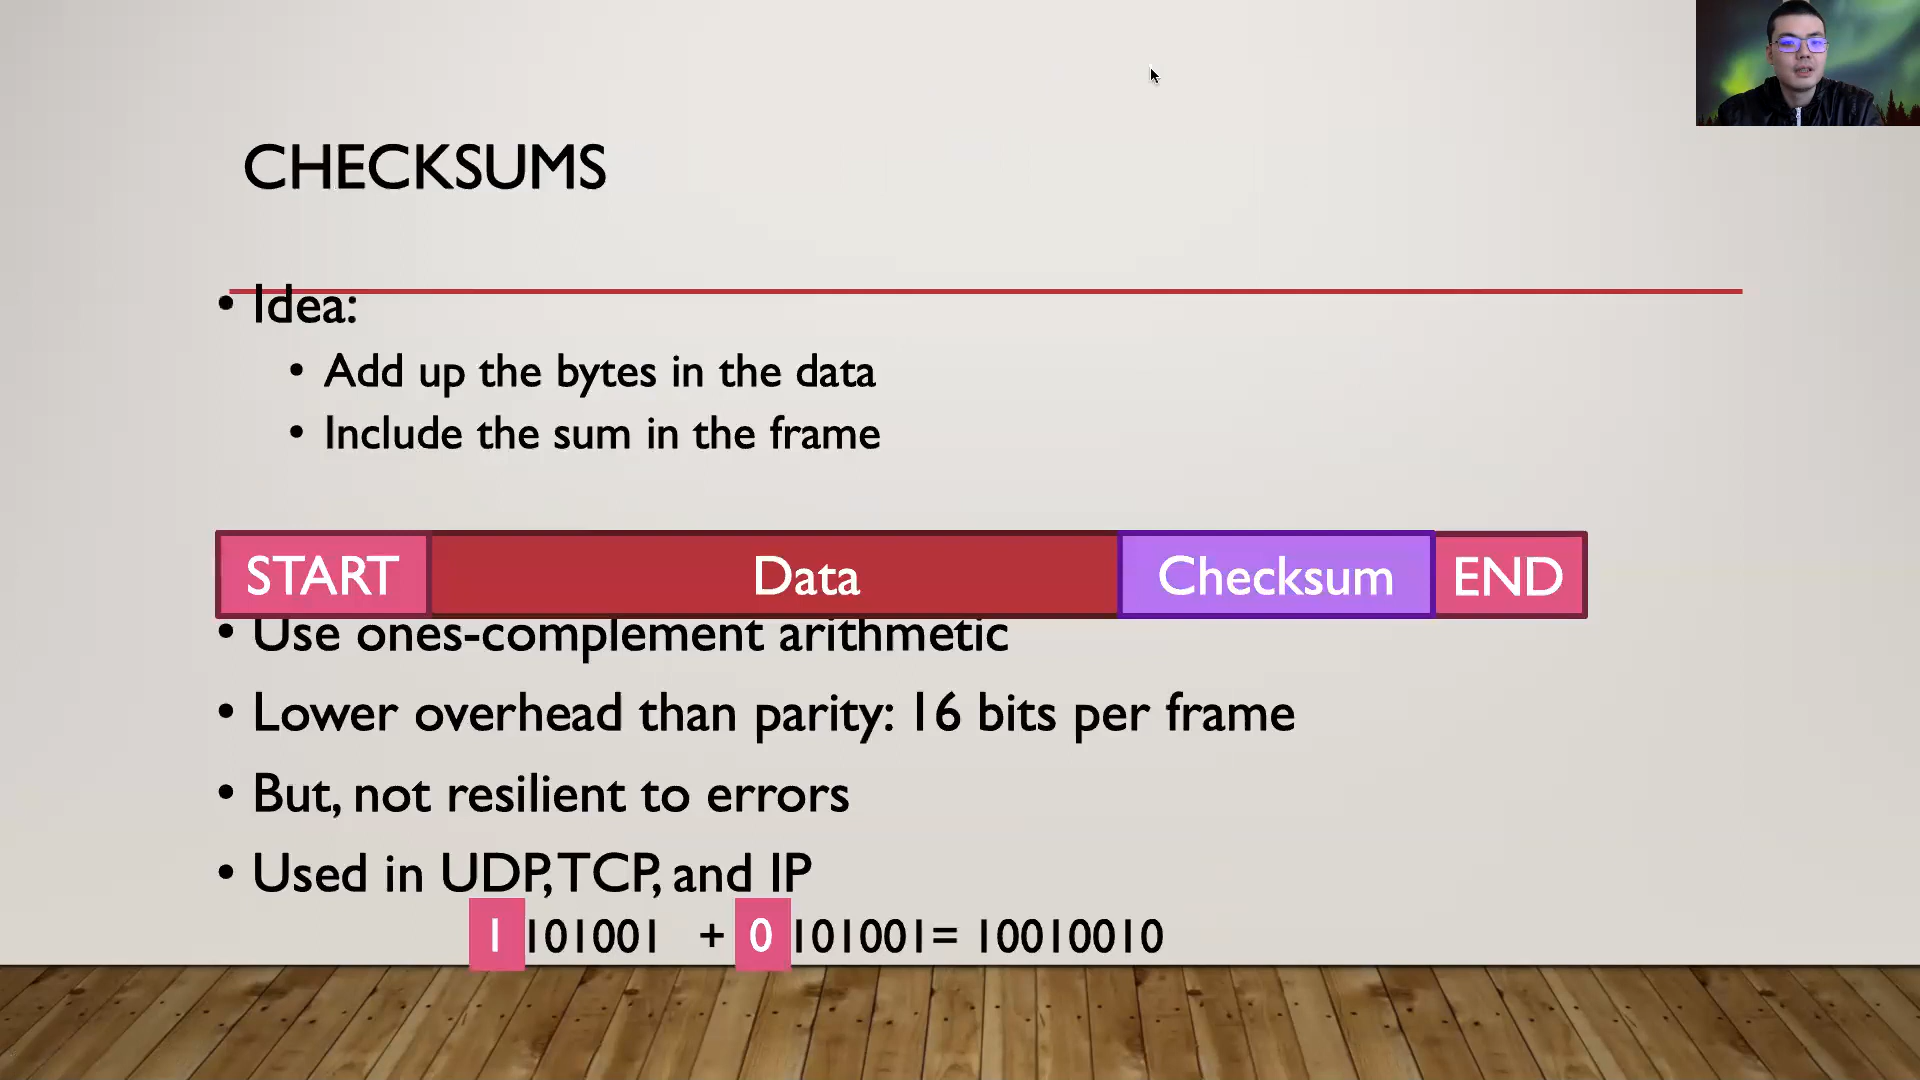 CHECKSUMS
• Idea:
• Add up the bytes in the data
• Include the sum in the frame
START Data Checksum END
• Use ones-complement arithmetic
• Lower overhead than parity: 16 bits per frame
• But, not resilient to errors
• Used in UDP, TCP, and IP
1 101001 + 0 101001= 10010010